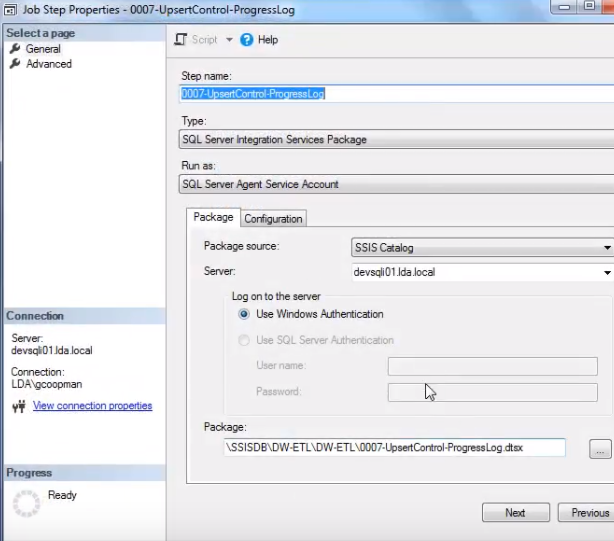 Job Step Properties - 0007-UpsertControl-ProgressLog
Select a page
General
Advanced
Script
Help
Step name:
0007-UpsertControl-ProgressLog
Type:
SQL Server Integration Services Package
Run as:
SQL Server Agent Service Account
Package
Configuration
Package source:
SSIS Catalog
Server:
devsqli01.lda.local
Log on to the server
Use Windows Authentication
Use SQL Server Authentication
User name:
Password:
Package:
\SSISDB\DW-ETL\DW-ETL\0007-UpsertControl-ProgressLog.dtsx
...
Connection
Server:
devsqli01.lda.local
Connection:
LDA\gcoopman
View connection properties
Progress
Ready
Next
Previous